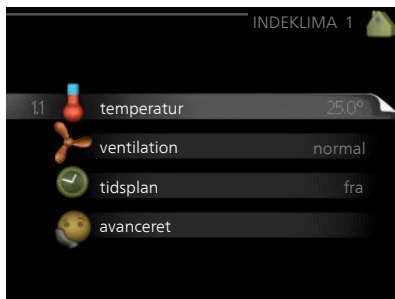 INDEKLIMA 1
1.1 temperatur 25.0°
ventilation normal
tidsplan fra
avanceret